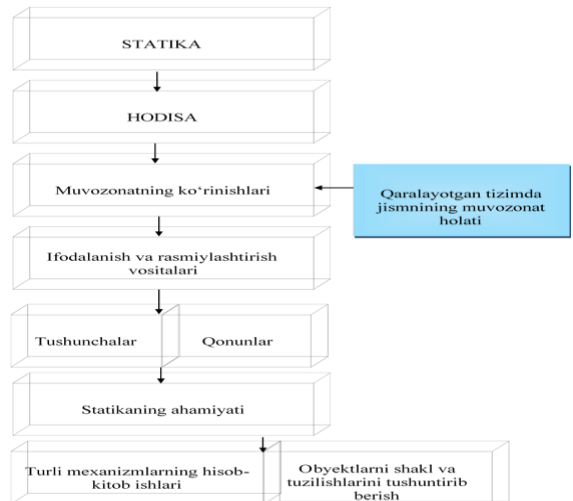 STATIKA
HODISA
Muvozonatning ko‘rinishlari
Qaralayotgan tizimda
jismnining muvozonat
holati
Ifodalanish va rasmiylashtirish
vositalari
Tushunchalar
Qonunlar
Statikaning ahamiyati
Turli mexanizmlarning hisob-
kitob ishlari
Obyektlarni shakl va
tuzilishlarini tushuntirib
berish